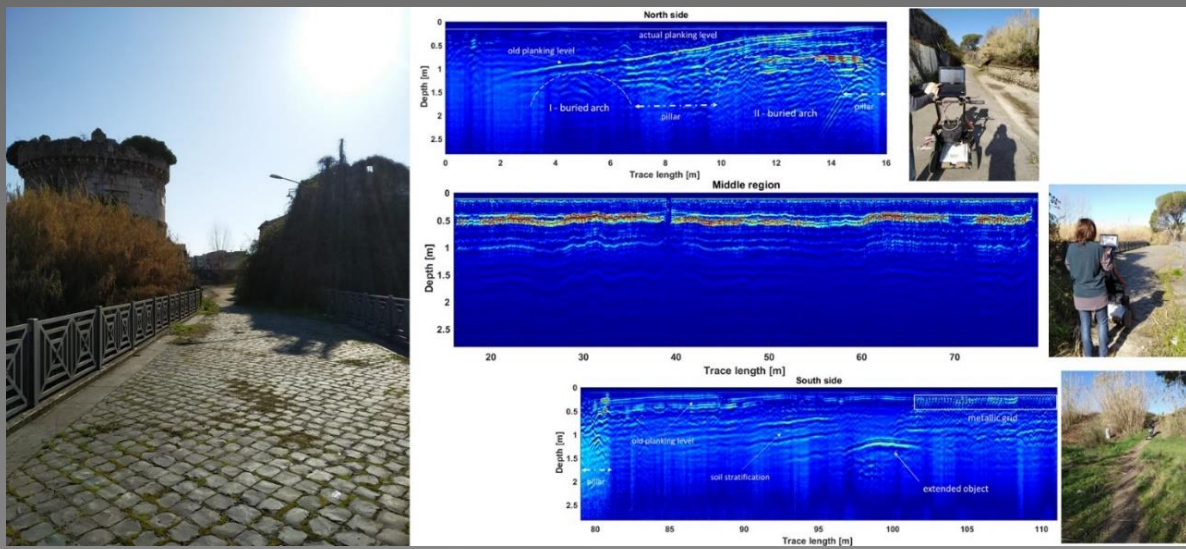 North side
actual planking level
old planking level
I - buried arch
pillar
II - buried arch
pillar
Depth [m]
0
0.5
1
1.5
2
2.5
0 2 4 6 8 10 12 14 16
Trace length [m]
Middle region
Depth [m]
0
0.5
1
1.5
2
2.5
20 30 40 50 60 70
Trace length [m]
South side
metallic grid
old planking level
pillar
soil stratification
extended object
Depth [m]
0
0.5
1
1.5
2
2.5
80 85 90 95 100 105 110
Trace length [m]